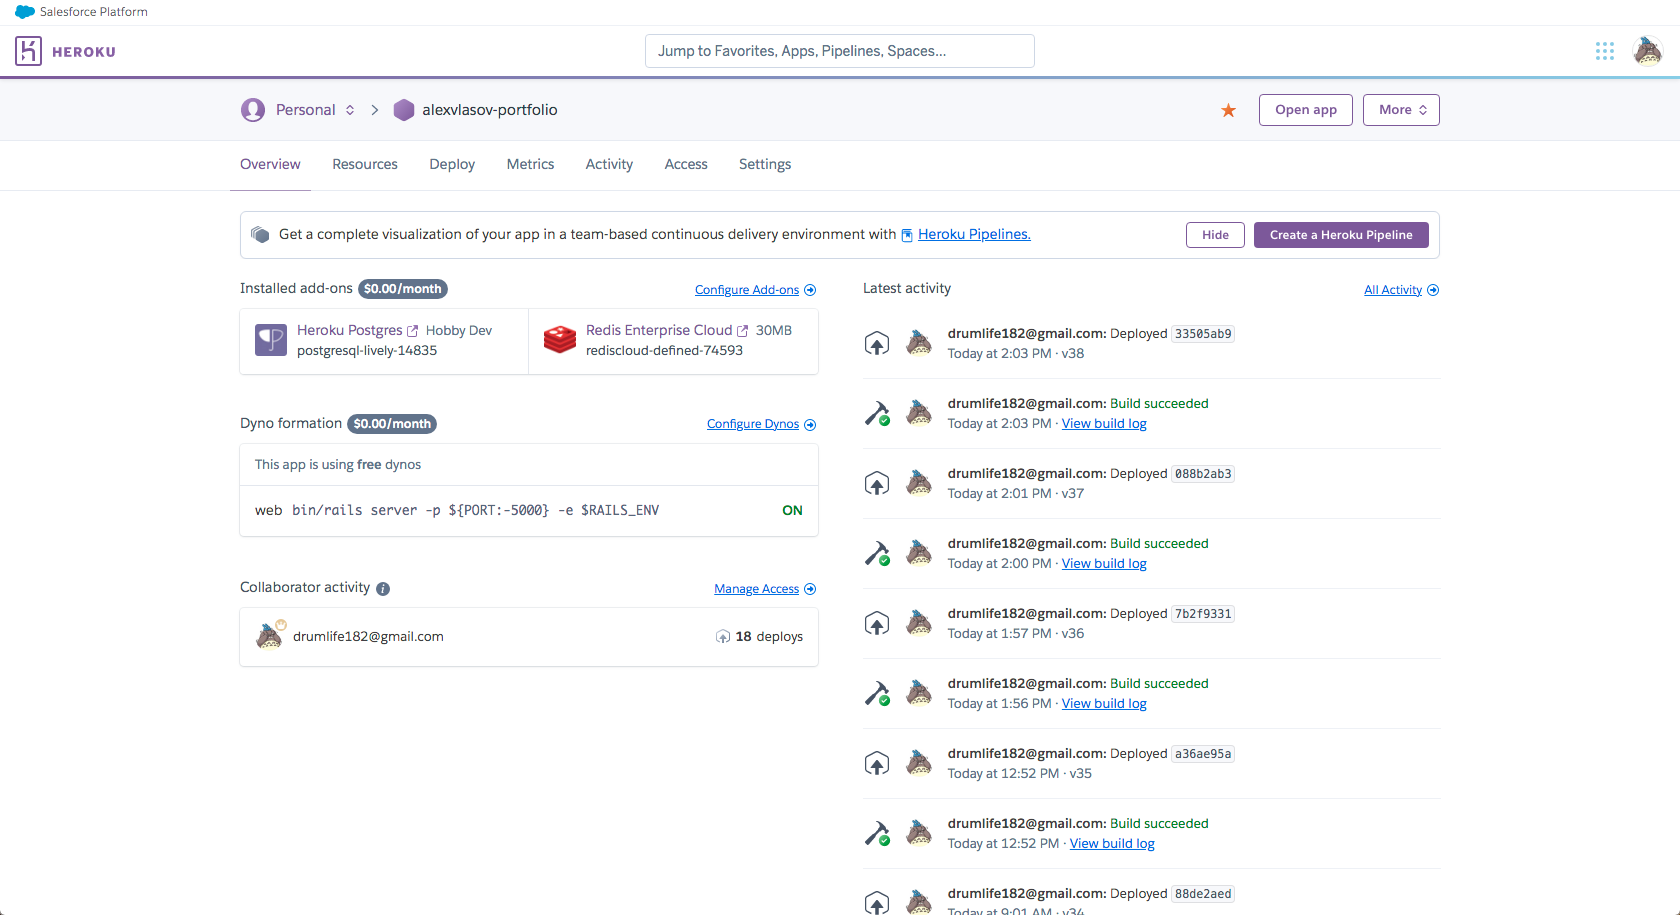 Salesforce Platform
HEROKU
Jump to Favorites, Apps, Pipelines, Spaces...
Personal > alexvlasov-portfolio
Open app
More
Overview Resources Deploy Metrics Activity Access Settings
Get a complete visualization of your app in a team-based continuous delivery environment with Heroku Pipelines.
Hide
Create a Heroku Pipeline
Installed add-ons $0.00/month
Configure Add-ons
Heroku Postgres Hobby Dev
postgresql-lively-14835
Redis Enterprise Cloud 30MB
rediscloud-defined-74593
Dyno formation $0.00/month
Configure Dynos
This app is using free dynos
web bin/rails server -p ${PORT:-5000} -e $RAILS_ENV
ON
Collaborator activity i
Manage Access
drumlife182@gmail.com
18 deploys
Latest activity
All Activity
drumlife182@gmail.com: Deployed 33505ab9
Today at 2:03 PM · v38
drumlife182@gmail.com: Build succeeded
Today at 2:03 PM · View build log
drumlife182@gmail.com: Deployed 088b2ab3
Today at 2:01 PM · v37
drumlife182@gmail.com: Build succeeded
Today at 2:00 PM · View build log
drumlife182@gmail.com: Deployed 7b2f9331
Today at 1:57 PM · v36
drumlife182@gmail.com: Build succeeded
Today at 1:56 PM · View build log
drumlife182@gmail.com: Deployed a36ae95a
Today at 12:52 PM · v35
drumlife182@gmail.com: Build succeeded
Today at 12:52 PM · View build log
drumlife182@gmail.com: Deployed 88de2aed
Today at 9:01 AM · v34